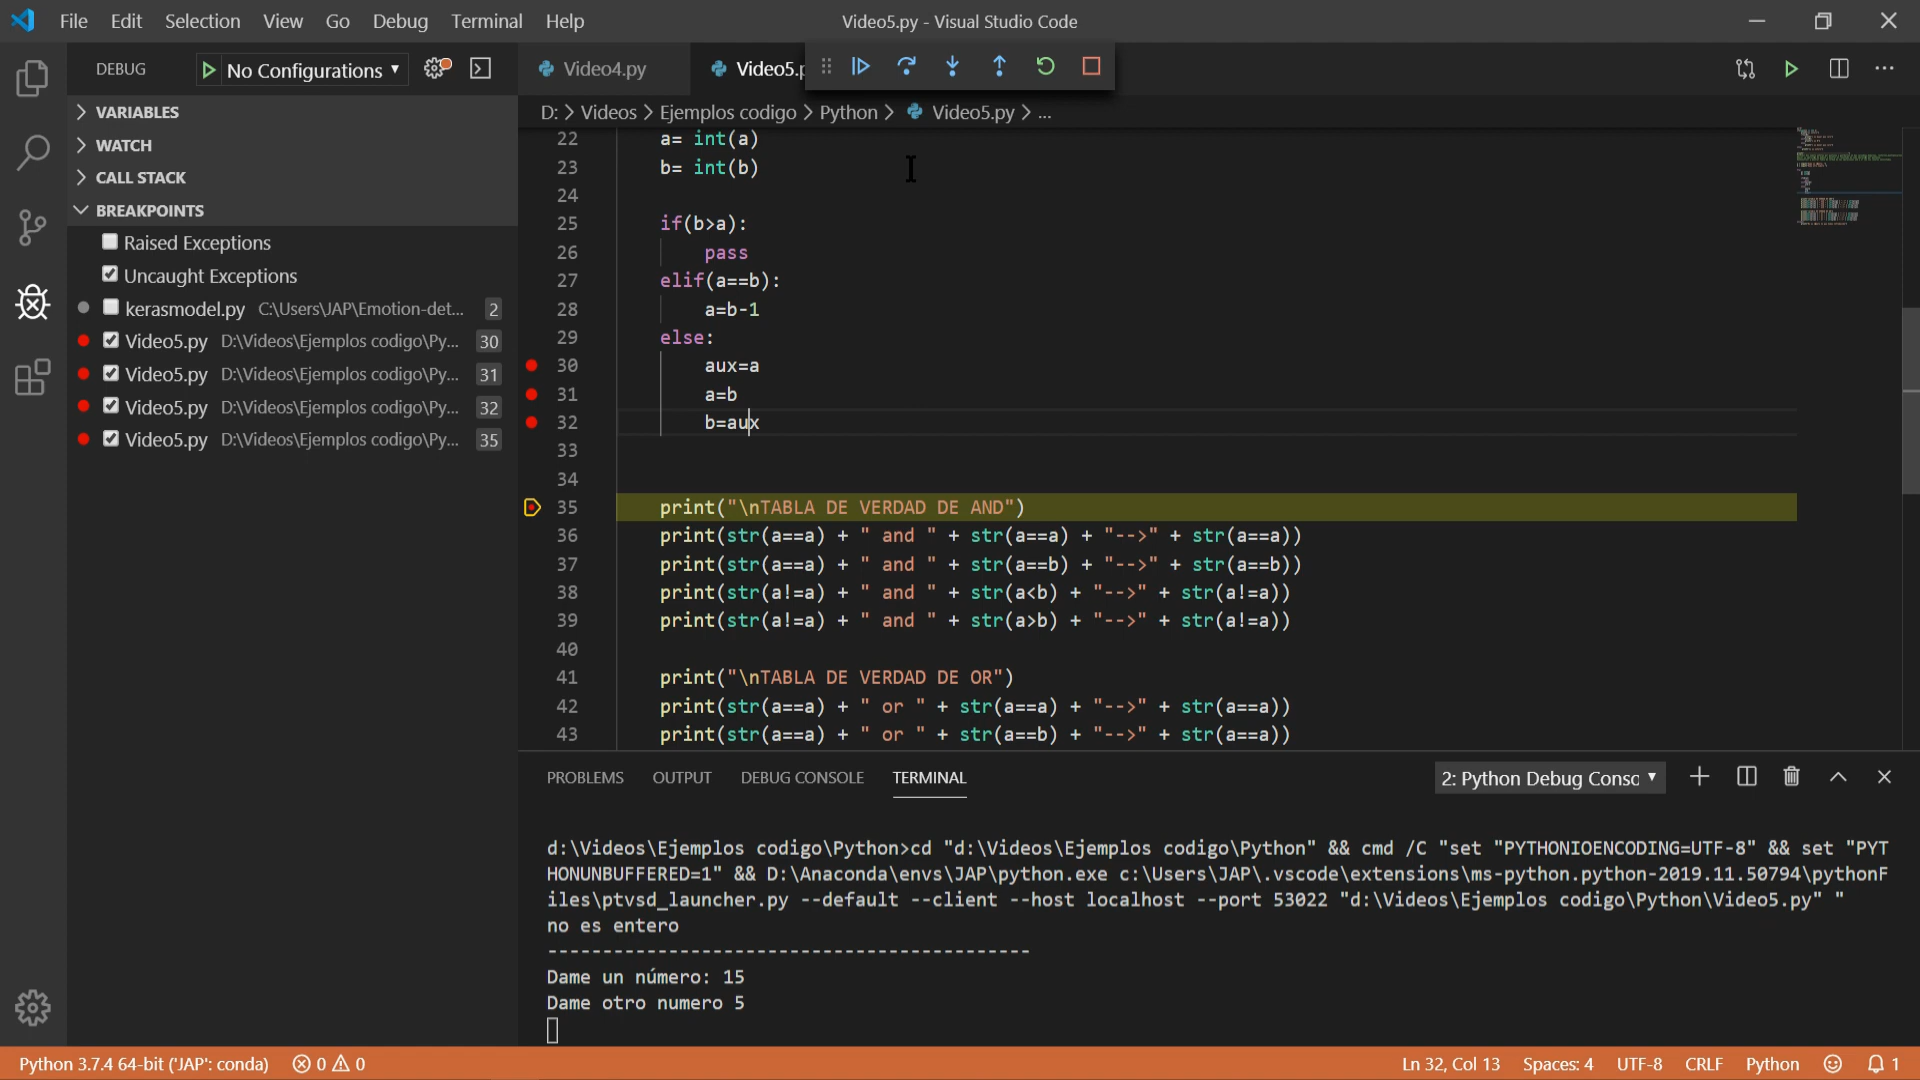 File Edit Selection View Go Debug Terminal Help
Video5.py - Visual Studio Code
DEBUG
No Configurations
Video4.py
Video5.p
D: > Videos > Ejemplos codigo > Python > Video5.py > ...
VARIABLES
WATCH
CALL STACK
BREAKPOINTS
Raised Exceptions
Uncaught Exceptions
kerasmodel.py C:\Users\JAP\Emotion-det... 2
Video5.py D:\Videos\Ejemplos codigo\Py... 30
Video5.py D:\Videos\Ejemplos codigo\Py... 31
Video5.py D:\Videos\Ejemplos codigo\Py... 32
Video5.py D:\Videos\Ejemplos codigo\Py... 35
22 a= int(a)
23 b= int(b)
24
25 if(b>a):
26 pass
27 elif(a==b):
28 a=b-1
29 else:
30 aux=a
31 a=b
32 b=aux
33
34
35 print("\nTABLA DE VERDAD DE AND")
36 print(str(a==a) + " and " + str(a==a) + "-->" + str(a==a))
37 print(str(a==a) + " and " + str(a==b) + "-->" + str(a==b))
38 print(str(a!=a) + " and " + str(a<b) + "-->" + str(a!=a))
39 print(str(a!=a) + " and " + str(a>b) + "-->" + str(a!=a))
40
41 print("\nTABLA DE VERDAD DE OR")
42 print(str(a==a) + " or " + str(a==a) + "-->" + str(a==a))
43 print(str(a==a) + " or " + str(a==b) + "-->" + str(a==a))
PROBLEMS OUTPUT DEBUG CONSOLE TERMINAL
2: Python Debug Consc
d:\Videos\Ejemplos codigo\Python>cd "d:\Videos\Ejemplos codigo\Python" && cmd /C "set "PYTHONIOENCODING=UTF-8" && set "PYT
HONUNBUFFERED=1" && D:\Anaconda\envs\JAP\python.exe c:\Users\JAP\.vscode\extensions\ms-python.python-2019.11.50794\pythonF
iles\ptvsd_launcher.py --default --client --host localhost --port 53022 "d:\Videos\Ejemplos codigo\Python\Video5.py" "
no es entero
--------------------------------------------
Dame un número: 15
Dame otro numero 5
Python 3.7.4 64-bit ('JAP': conda) 0 0
Ln 32, Col 13 Spaces: 4 UTF-8 CRLF Python 1